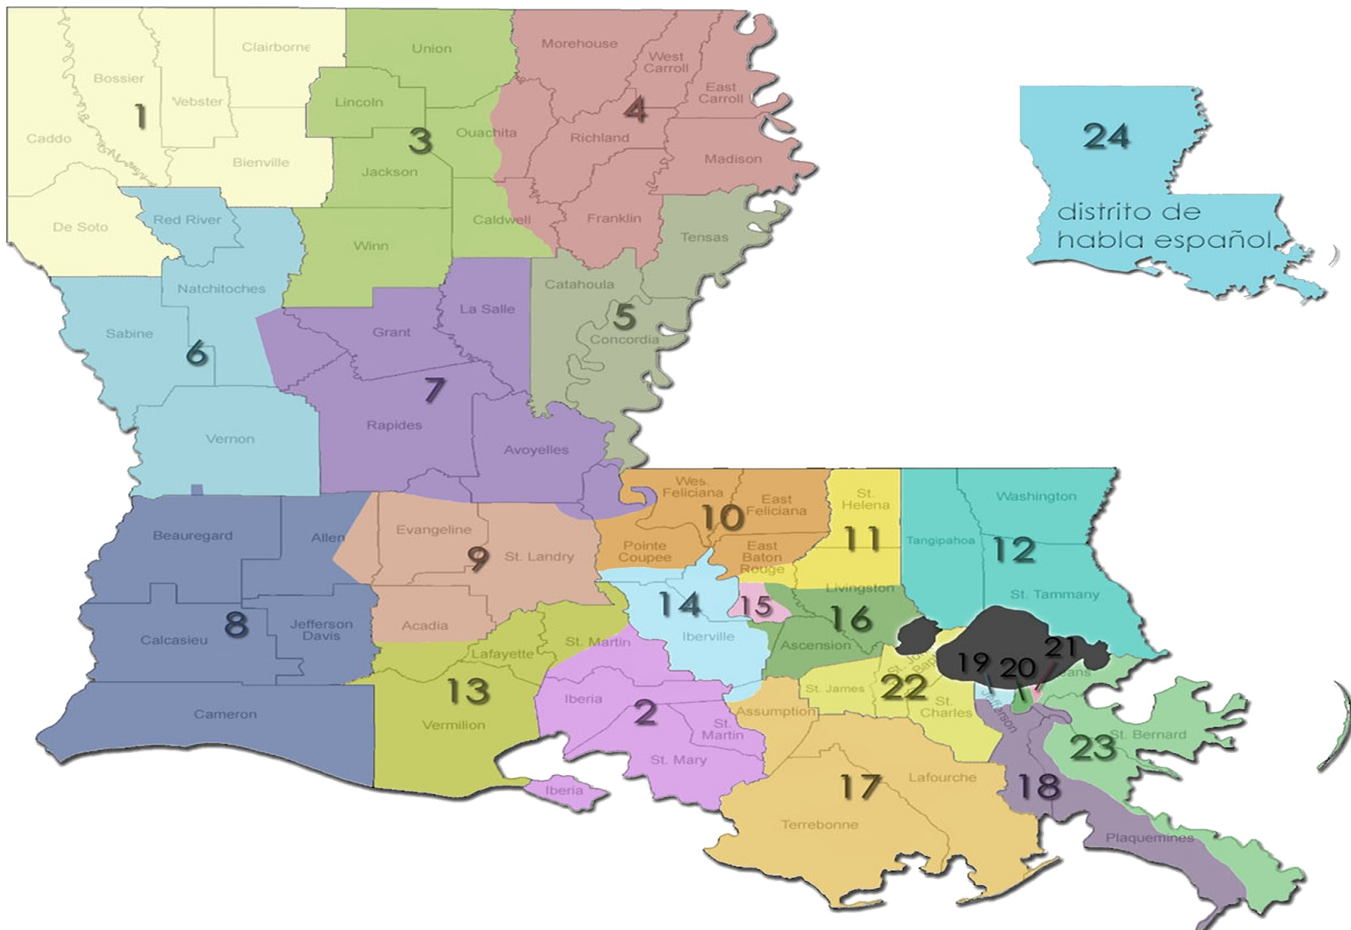 Clairborne
Union
Morehouse
West
Carroll
Bossier
Vebster
Lincoln
East
Carroll
1
3
4
Caddo
Ouachita
Richland
Bienville
Jackson
Madison
De Soto
Red River
Caldwell
Franklin
Winn
Tensas
Natchitoches
Catahoula
La Salle
5
Sabine
Grant
Concordia
6
7
Vernon
Rapides
Avoyelles
24
distrito de
habla español
Wes
Feliciana
East
Feliciana
St.
Helena
Washington
10
11
12
Beauregard
Allen
Evangeline
St. Landry
Pointe
Coupee
East
Baton
Rouge
Tangipahoa
9
Livingston
St. Tammany
14
15
16
Calcasieu
8
Jefferson
Davis
Acadia
Iberville
Ascension
Lafayette
St. Martin
19
20
21
13
Iberia
2
St. James
22
Cameron
Vermilion
St.
Martin
Assumption
St.
Charles
St. Bernard
23
St. Mary
Iberia
17
Lafourche
18
Terrebonne
Plaquemines